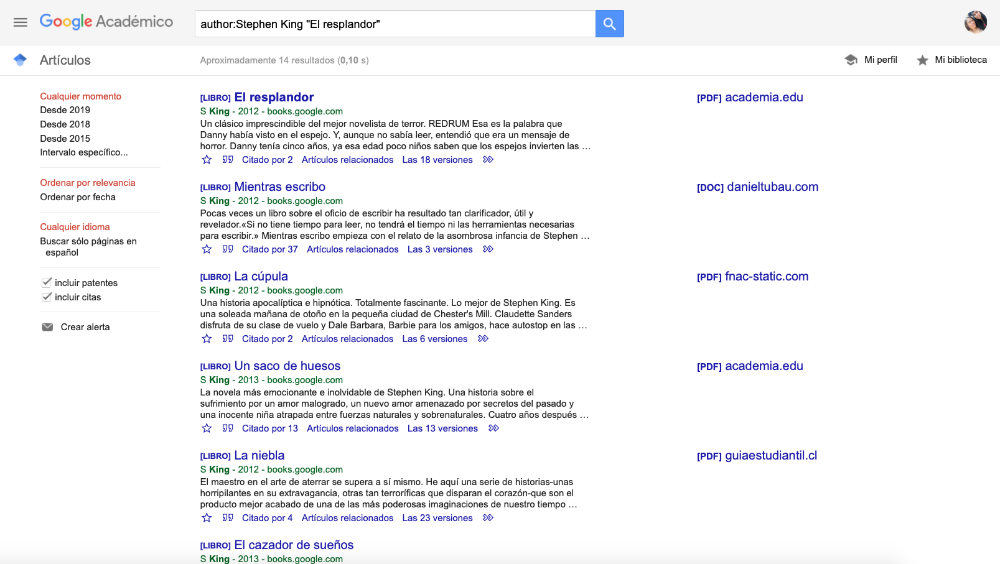 Google Académico
author:Stephen King "El resplandor"
Artículos
Aproximadamente 14 resultados (0,10 s)
Mi perfil
Mi biblioteca
Cualquier momento
Desde 2019
Desde 2018
Desde 2015
Intervalo específico...
Ordenar por relevancia
Ordenar por fecha
Cualquier idioma
Buscar sólo páginas en
español
incluir patentes
incluir citas
Crear alerta
[LIBRO] El resplandor
S King - 2012 - books.google.com
Un clásico imprescindible del mejor novelista de terror. REDRUM Esa es la palabra que
Danny había visto en el espejo. Y, aunque no sabía leer, entendió que era un mensaje de
horror. Danny tenía cinco años, ya esa edad poco niños saben que los espejos invierten las …
Citado por 2 Artículos relacionados Las 18 versiones
[PDF] academia.edu
[LIBRO] Mientras escribo
S King - 2012 - books.google.com
Pocas veces un libro sobre el oficio de escribir ha resultado tan clarificador, útil y
revelador.«Si no tiene tiempo para leer, no tendrá el tiempo ni las herramientas necesarias
para escribir.» Mientras escribo empieza con el relato de la asombrosa infancia de Stephen …
Citado por 37 Artículos relacionados Las 3 versiones
[DOC] danieltubau.com
[LIBRO] La cúpula
S King - 2012 - books.google.com
Una historia apocalíptica e hipnótica. Totalmente fascinante. Lo mejor de Stephen King. Es
una soleada mañana de otoño en la pequeña ciudad de Chester's Mill. Claudette Sanders
disfruta de su clase de vuelo y Dale Barbara, Barbie para los amigos, hace autostop en las …
Citado por 2 Artículos relacionados Las 6 versiones
[PDF] fnac-static.com
[LIBRO] Un saco de huesos
S King - 2013 - books.google.com
La novela más emocionante e inolvidable de Stephen King. Una historia sobre el
sufrimiento por un amor malogrado, un nuevo amor amenazado por secretos del pasado y
una inocente niña atrapada entre fuerzas naturales y sobrenaturales. Cuatro años después …
Citado por 13 Artículos relacionados Las 13 versiones
[PDF] academia.edu
[LIBRO] La niebla
S King - 2012 - books.google.com
El maestro en el arte de aterrar se supera a sí mismo. He aquí una serie de historias-unas
horripilantes en su extravagancia, otras tan terroríficas que disparan el corazón-que son el
producto mejor acabado de una de las más poderosas imaginaciones de nuestro tiempo …
Citado por 4 Artículos relacionados Las 23 versiones
[PDF] guiaestudiantil.cl
[LIBRO] El cazador de sueños
S King - 2013 - books.google.com